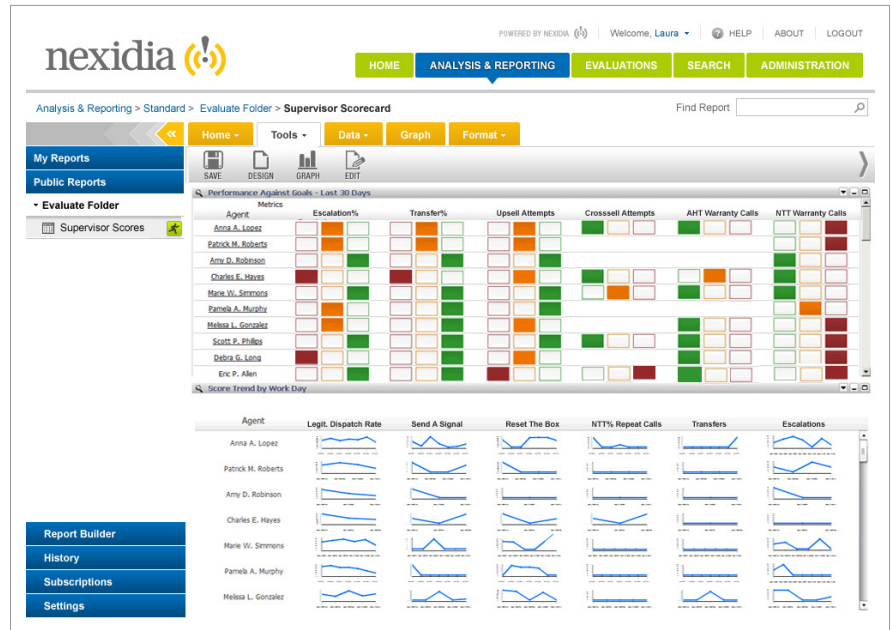 POWERED BY NEXIDIA Welcome, Laura HELP ABOUT LOGOUT
nexidia
HOME ANALYSIS & REPORTING EVALUATIONS SEARCH ADMINISTRATION
Analysis & Reporting > Standard > Evaluate Folder > Supervisor Scorecard
Find Report
Home Tools Data Graph Format
My Reports
Public Reports
Evaluate Folder
Supervisor Scores
SAVE DESIGN GRAPH EDIT
Performance Against Goals - Last 30 Days
Metrics
Agent Escalation% Transfer% Upsell Attempts Crosssell Attempts AHT Warranty Calls NTT Warranty Calls
Anna A. Lopez
Patrick M. Roberts
Amy D. Robinson
Charles E. Hayes
Marie W. Simmons
Pamela A. Murphy
Melissa L. Gonzalez
Scott P. Philips
Debra G. Long
Eric P. Allen
Score Trend by Work Day
Agent Legit. Dispatch Rate Send A Signal Reset The Box NTT% Repeat Calls Transfers Escalations
Anna A. Lopez
Patrick M. Roberts
Amy D. Robinson
Charles E. Hayes
Marie W. Simmons
Pamela A. Murphy
Melissa L. Gonzalez
Report Builder
History
Subscriptions
Settings